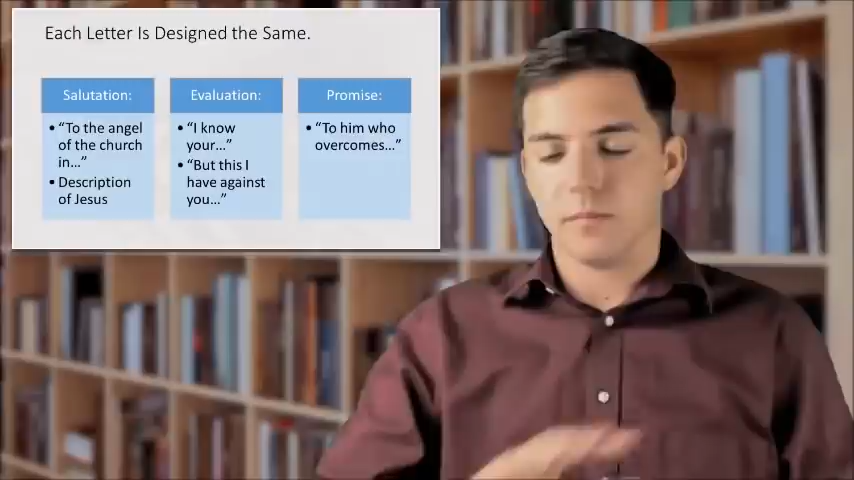 Each Letter Is Designed the Same.
Salutation:
• “To the angel
of the church
in...”
• Description
of Jesus
Evaluation:
• “I know
your...”
• “But this I
have against
you...”
Promise:
• “To him who
overcomes...”